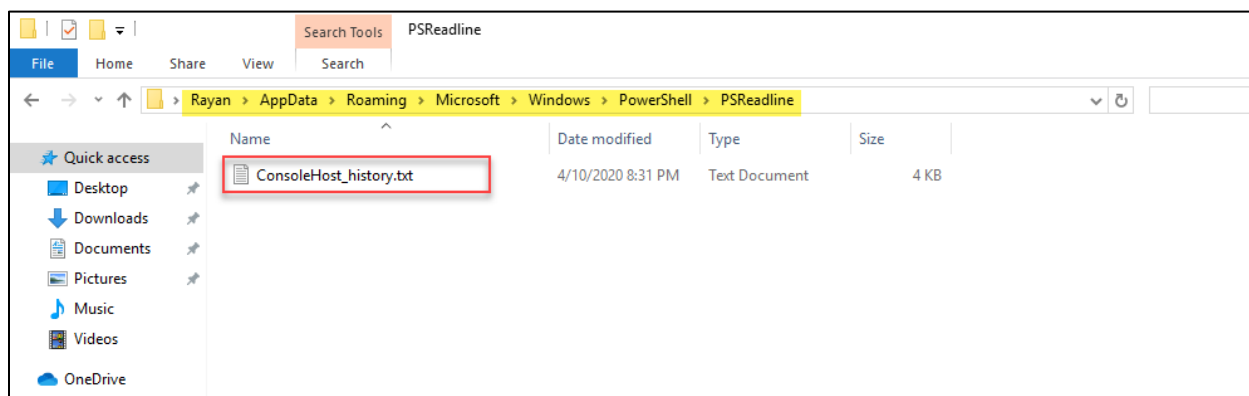 Search Tools PSReadline
File Home Share View Search
Rayan > AppData > Roaming > Microsoft > Windows > PowerShell > PSReadline
Name Date modified Type Size
Quick access
ConsoleHost_history.txt 4/10/2020 8:31 PM Text Document 4 KB
Desktop
Downloads
Documents
Pictures
Music
Videos
OneDrive